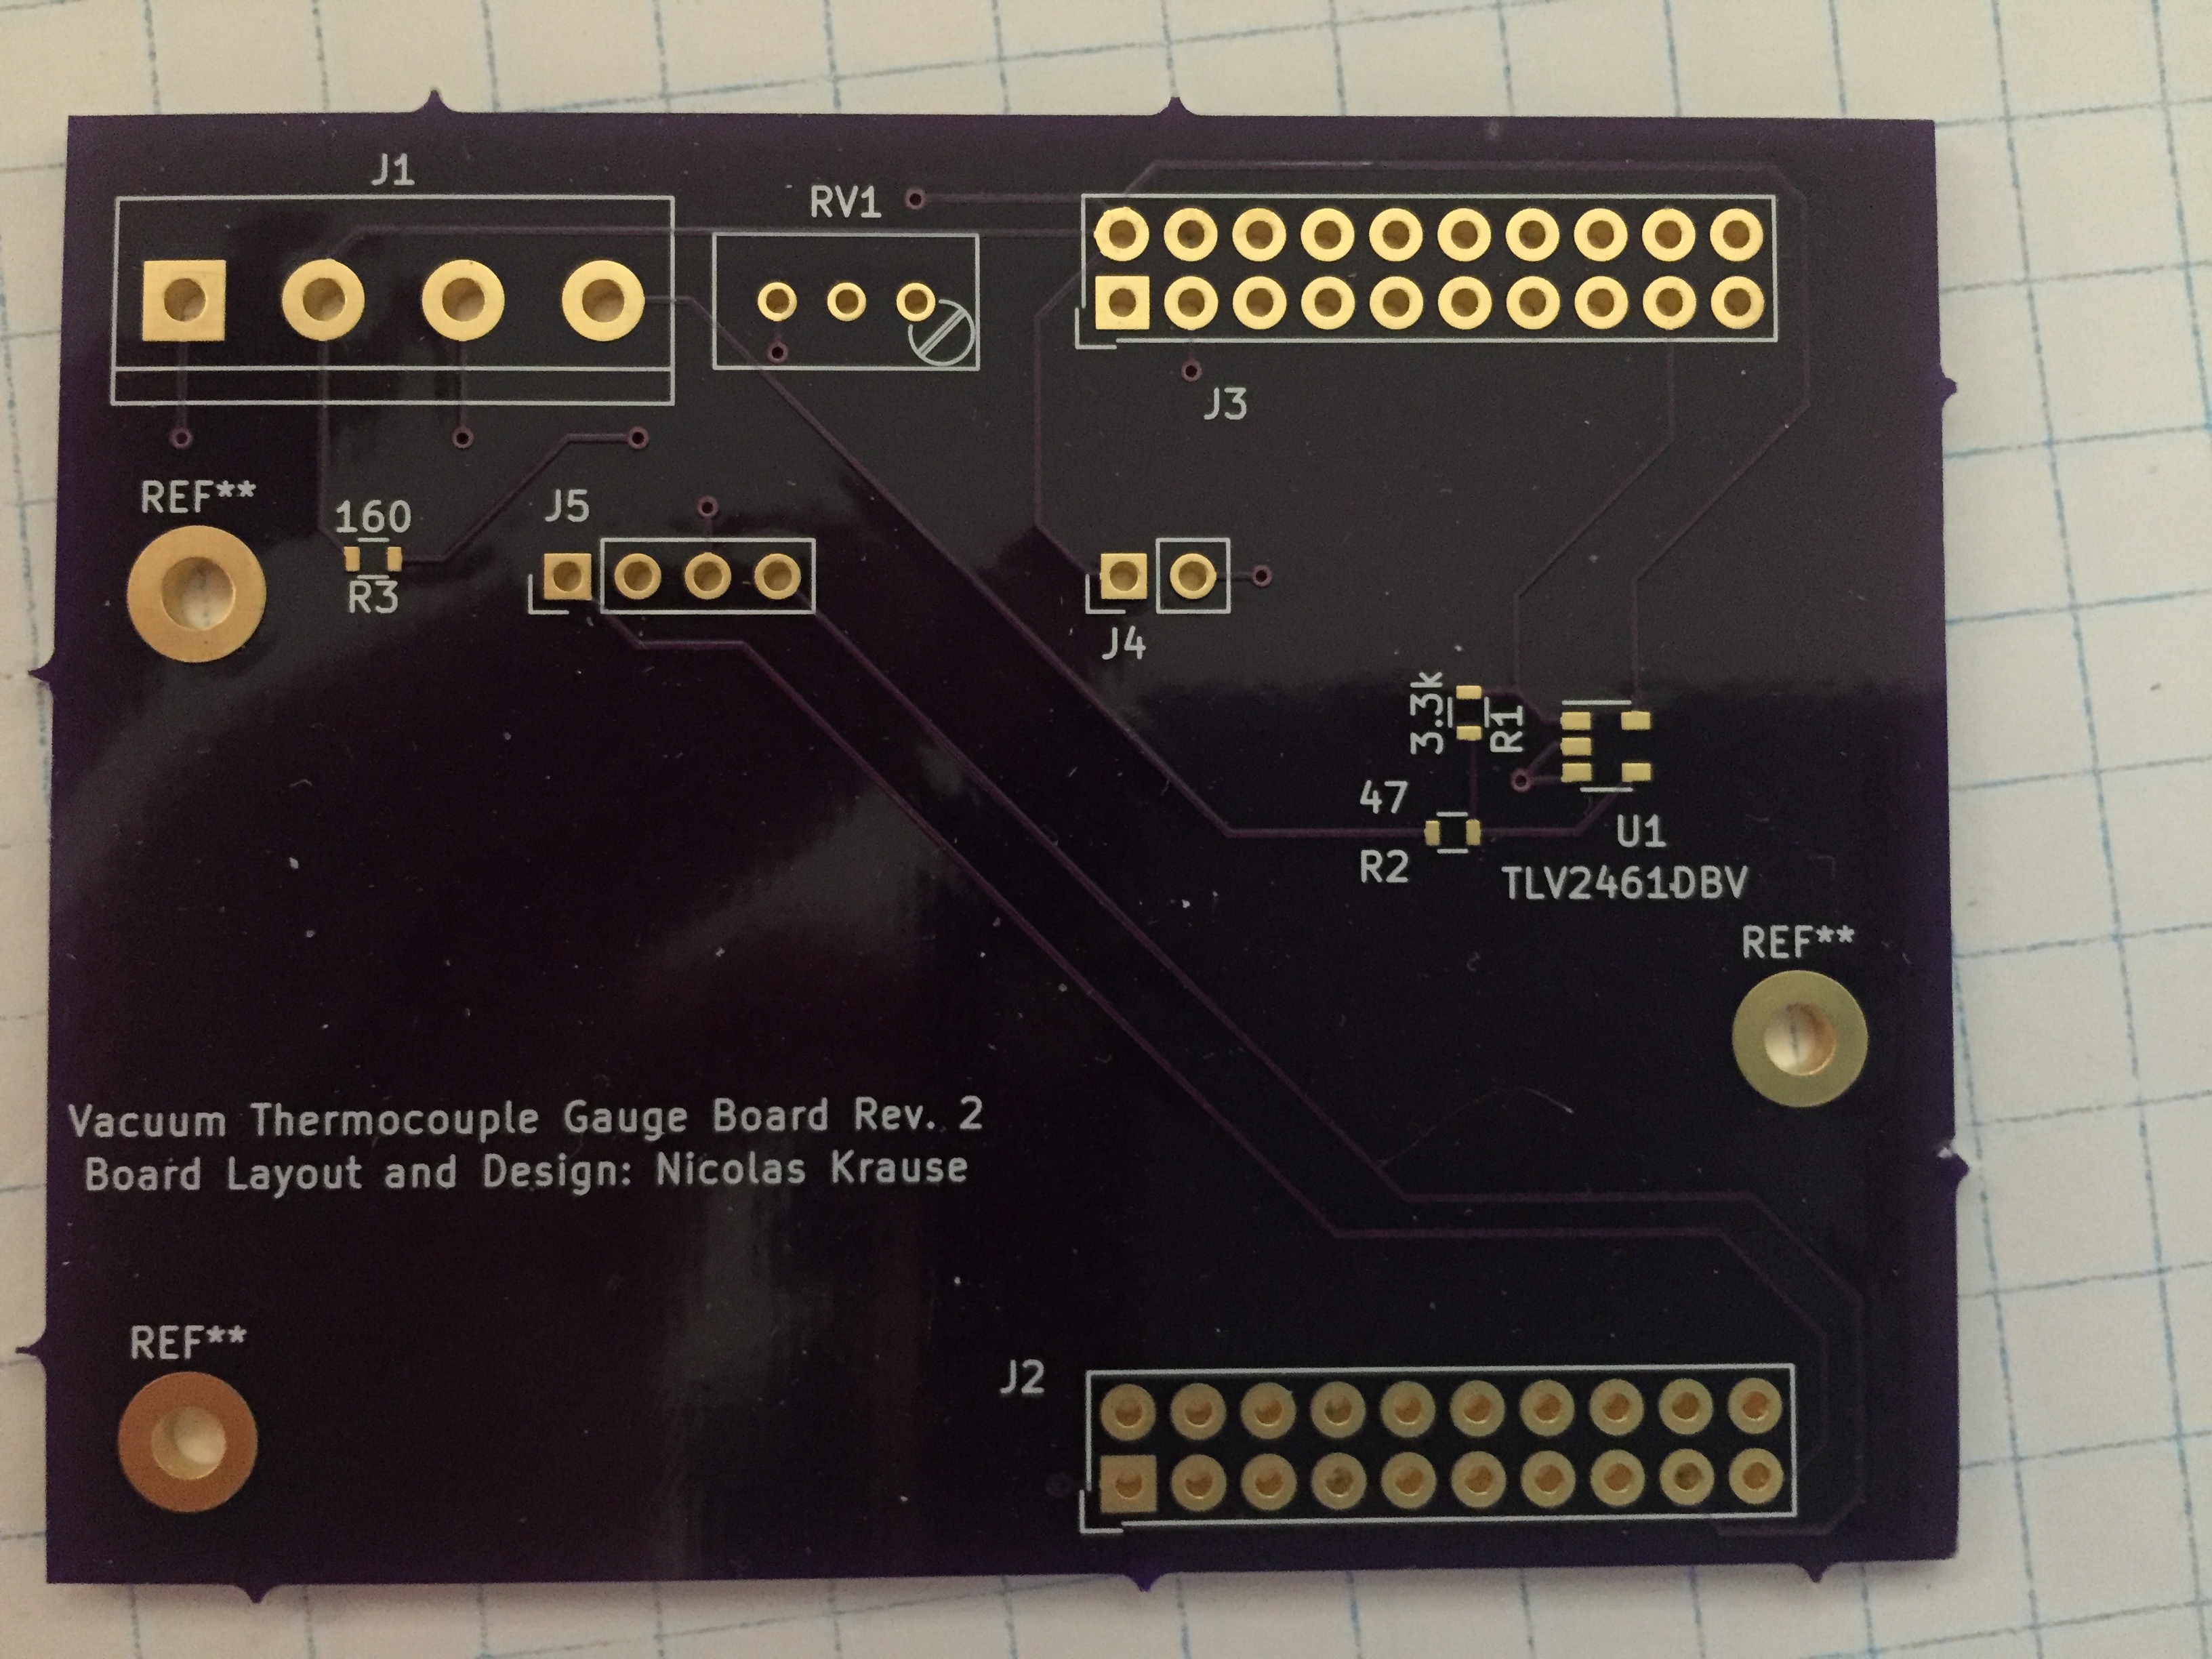 Vacuum Thermocouple Gauge Board Rev. 2
Board Layout and Design: Nicolas Krause
J1
REF**
160
R3
J5
RV1
REF**
J2
J4
J3
47
R2
3.3k
R1
U1
TLV2461DBV
REF**